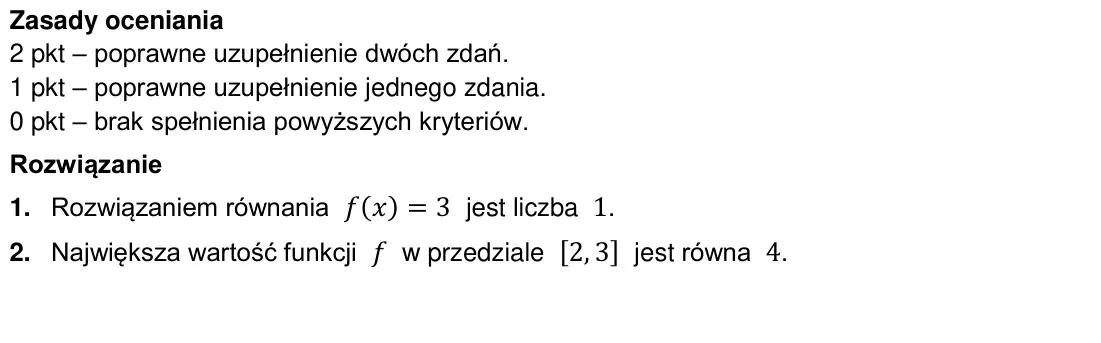 Zasady oceniania
2 pkt – poprawne uzupełnienie dwóch zdań.
1 pkt – poprawne uzupełnienie jednego zdania.
0 pkt – brak spełnienia powyższych kryteriów.
Rozwiązanie
1. Rozwiązaniem równania f(x) = 3 jest liczba 1.
2. Największa wartość funkcji f w przedziale [2, 3] jest równa 4.